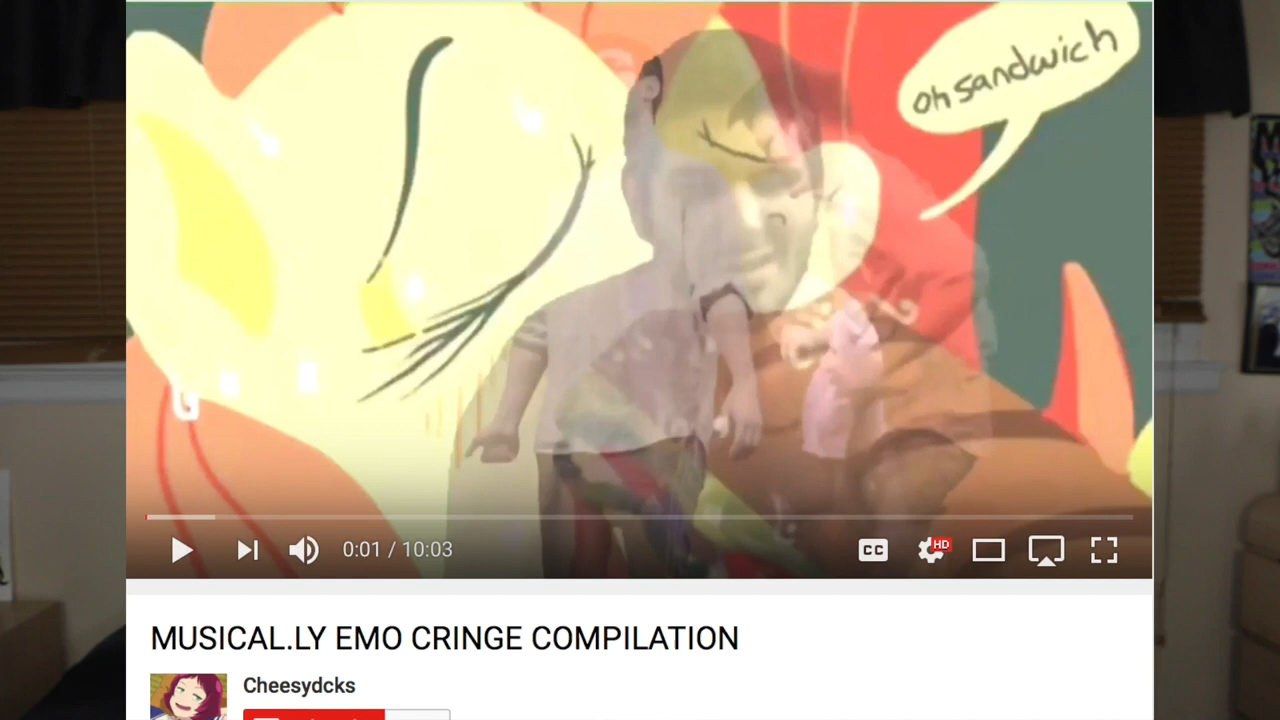 oh sandwich
0:01 / 10:03
CC
HD
MUSICAL.LY EMO CRINGE COMPILATION
Cheesydcks